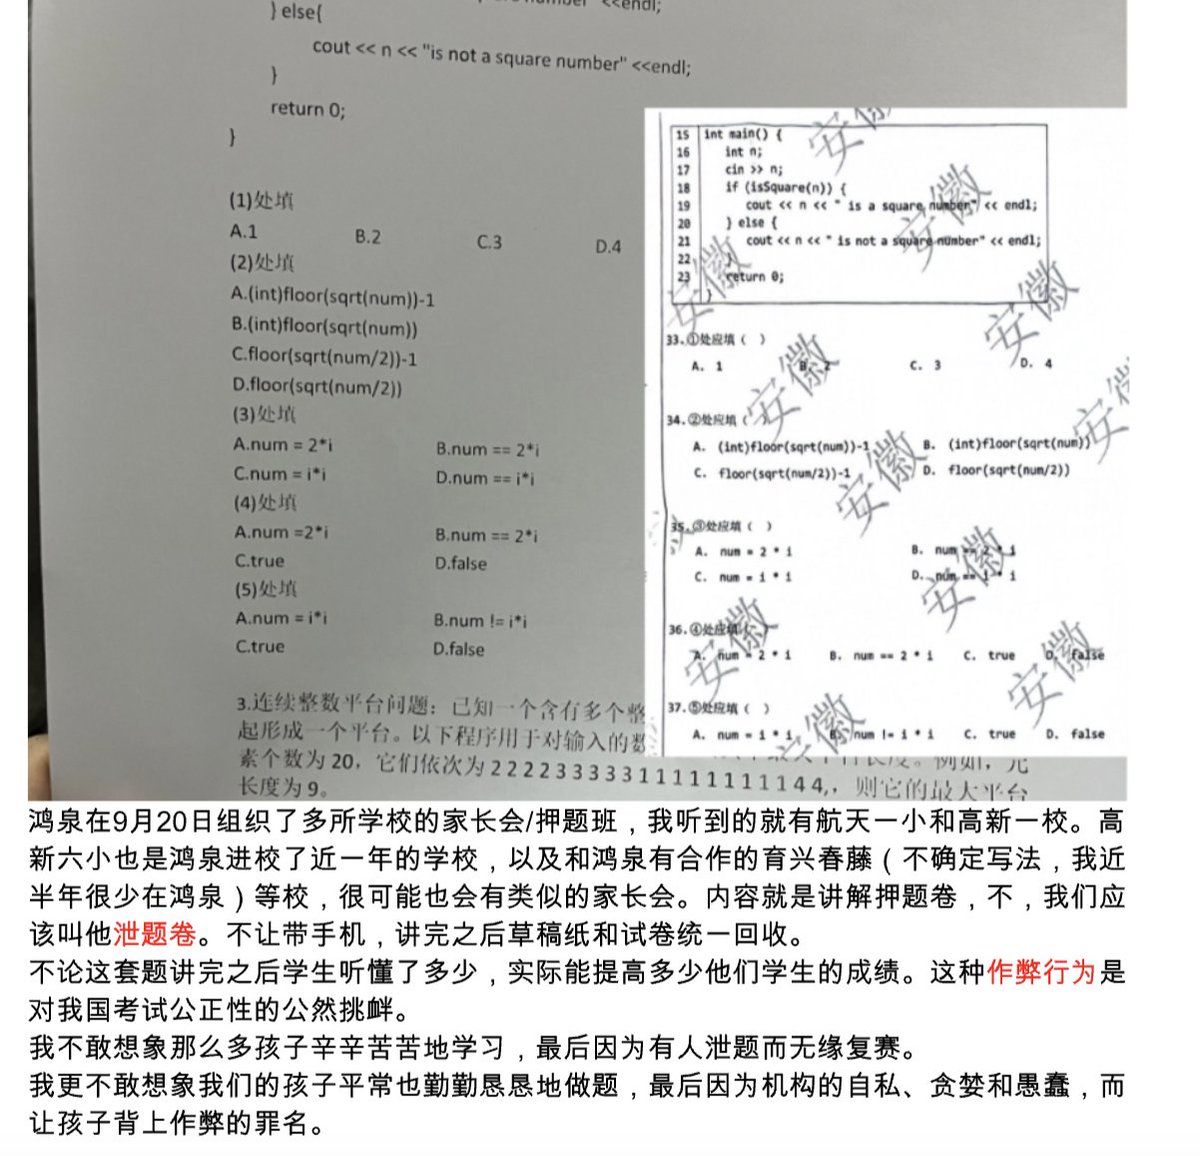 } else{
cout << n << "is not a square number" <<endl;
}
return 0;
}
(1)处填
A.1 B.2 C.3 D.4
(2)处填
A.(int)floor(sqrt(num))-1
B.(int)floor(sqrt(num))
C.floor(sqrt(num/2))-1
D.floor(sqrt(num/2))
(3)处填
A.num = 2*i B.num == 2*i
C.num = i*i D.num == i*i
(4)处填
A.num =2*i B.num == 2*i
C.true D.false
(5)处填
A.num = i*i B.num != i*i
C.true D.false
3.连续整数平台问题：已知一个含有多个整
起形成一个平台。以下程序用于对输入的数
素个数为 20，它们依次为 2 2 2 2 3 3 3 3 3 1 1 1 1 1 1 1 1 1 4 4,，则它的最大平台
长度为 9。
15 int main() {
16 int n;
17 cin >> n;
18 if (isSquare(n)) {
19 cout << n << " is a square number" << endl;
20 } else {
21 cout << n << " is not a square number" << endl;
22 }
23 return 0;
}
33.①处应填（ ）
A. 1 B. 2 C. 3 D. 4
34.②处应填（ ）
A. (int)floor(sqrt(num))-1 B. (int)floor(sqrt(num))
C. floor(sqrt(num/2))-1 D. floor(sqrt(num/2))
35.③处应填（ ）
A. num = 2 * i B. num == 2 * i
C. num = i * i D. num == i * i
36.④处应填（ ）
A. num = 2 * i B. num == 2 * i C. true D. false
37.⑤处应填（ ）
A. num = i * i B. num != i * i C. true D. false
安徽
鸿泉在9月20日组织了多所学校的家长会/押题班，我听到的就有航天一小和高新一校。高
新六小也是鸿泉进校了近一年的学校，以及和鸿泉有合作的育兴春藤（不确定写法，我近
半年很少在鸿泉）等校，很可能也会有类似的家长会。内容就是讲解押题卷，不，我们应
该叫他泄题卷。不让带手机，讲完之后草稿纸和试卷统一回收。
不论这套题讲完之后学生听懂了多少，实际能提高多少他们学生的成绩。这种作弊行为是
对我国考试公正性的公然挑衅。
我不敢想象那么多孩子辛辛苦苦地学习，最后因为有人泄题而无缘复赛。
我更不敢想象我们的孩子平常也勤勤恳恳地做题，最后因为机构的自私、贪婪和愚蠢，而
让孩子背上作弊的罪名。